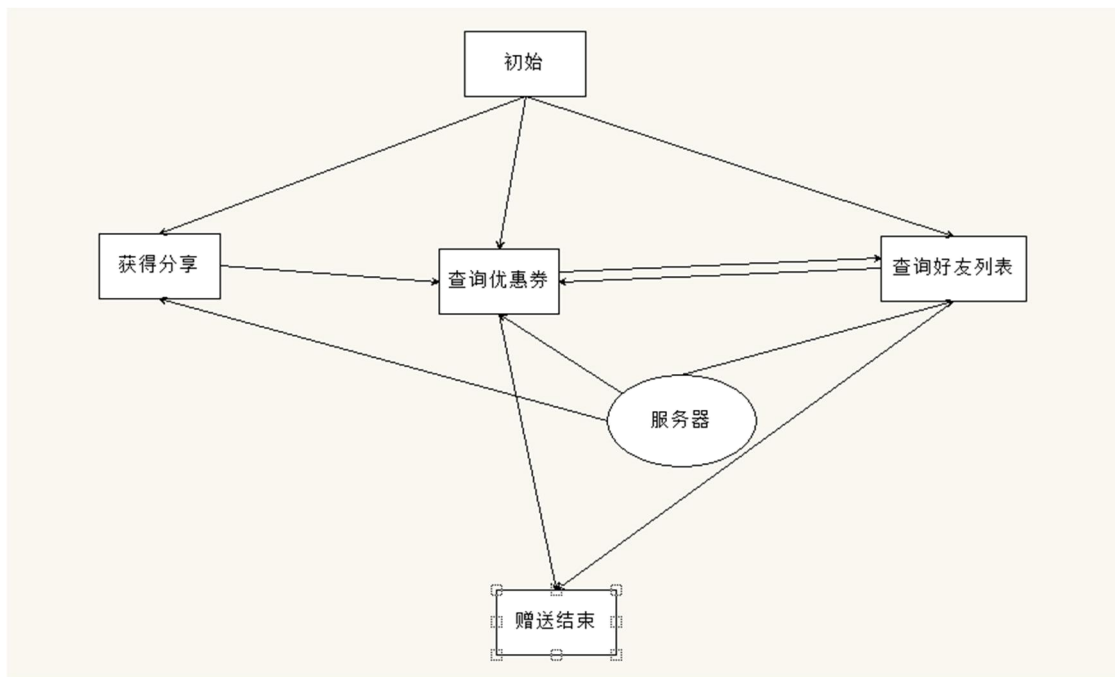 初始
获得分享
查询优惠券
查询好友列表
服务器
赠送结束